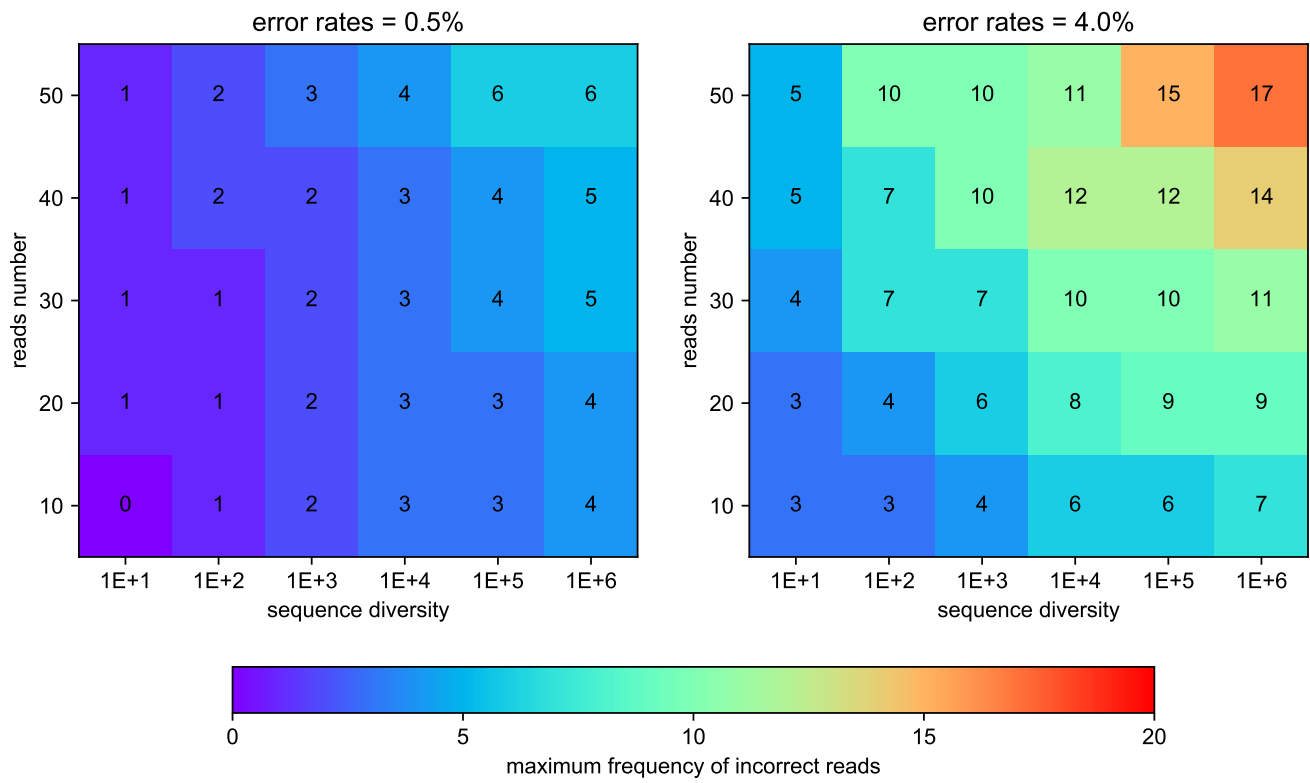 error rates = 0.5%
50 1 2 3 4 6 6
40 1 2 2 3 4 5
30 1 1 2 3 4 5
20 1 1 2 3 3 4
10 0 1 2 3 3 4
reads number
1E+1 1E+2 1E+3 1E+4 1E+5 1E+6
sequence diversity
error rates = 4.0%
50 5 10 10 11 15 17
40 5 7 10 12 12 14
30 4 7 7 10 10 11
20 3 4 6 8 9 9
10 3 3 4 6 6 7
reads number
1E+1 1E+2 1E+3 1E+4 1E+5 1E+6
sequence diversity
0 5 10 15 20
maximum frequency of incorrect reads